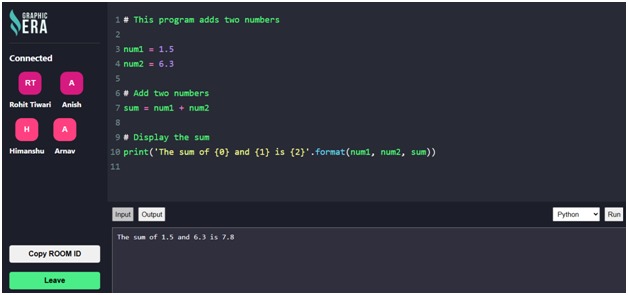 GRAPHIC
ERA
Connected
RT
A
Rohit Tiwari
Anish
H
A
Himanshu
Arnav
Copy ROOM ID
Leave
1 # This program adds two numbers
2
3 num1 = 1.5
4 num2 = 6.3
5
6 # Add two numbers
7 sum = num1 + num2
8
9 # Display the sum
10 print('The sum of {0} and {1} is {2}'.format(num1, num2, sum))
11
Input
Output
Python
Run
The sum of 1.5 and 6.3 is 7.8